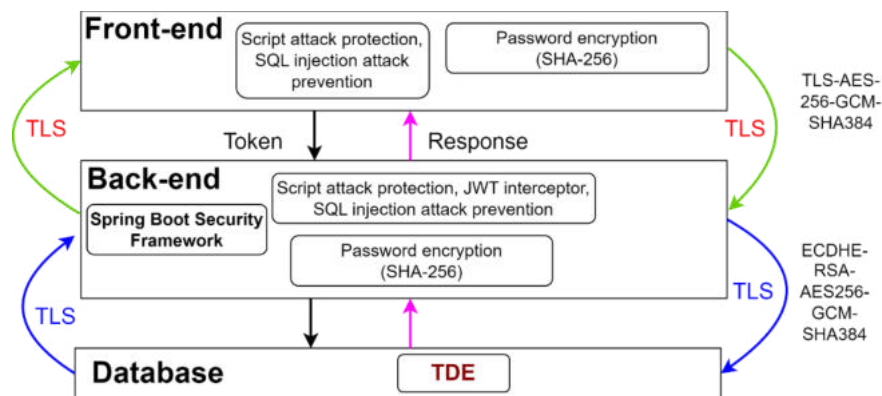 Front-end
Script attack protection,
SQL injection attack
prevention
Password encryption
(SHA-256)
TLS
TLS
TLS-AES-
256-GCM-
SHA384
Token
Response
Back-end
Spring Boot Security
Framework
Script attack protection, JWT interceptor,
SQL injection attack prevention
Password encryption
(SHA-256)
TLS
TLS
ECDHE-
RSA-
AES256-
GCM-
SHA384
Database
TDE